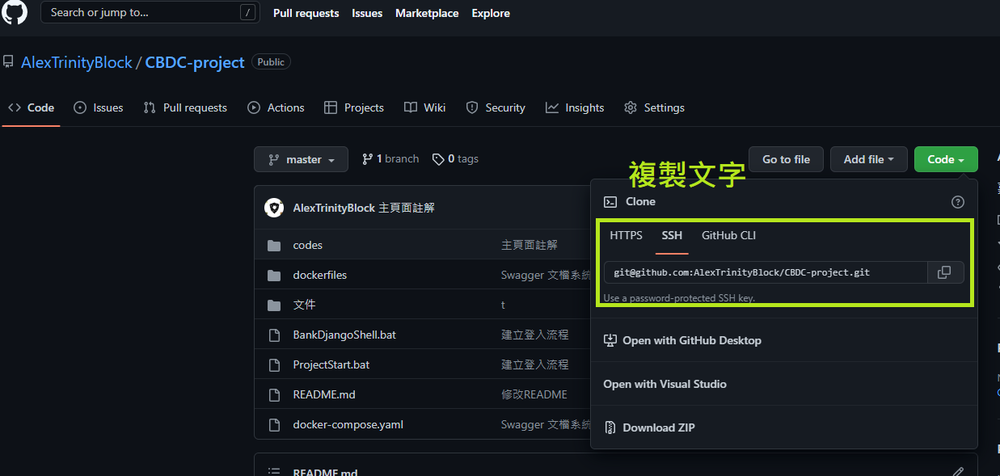 Search or jump to... /
Pull requests Issues Marketplace Explore
AlexTrinityBlock / CBDC-project Public
Code Issues Pull requests Actions Projects Wiki Security Insights Settings
master 1 branch 0 tags Go to file Add file Code
複製文字
AlexTrinityBlock 主頁面註解
codes 主頁面註解
dockerfiles Swagger 文檔系統
文件 t
BankDjangoShell.bat 建立登入流程
ProjectStart.bat 建立登入流程
README.md 修改README
docker-compose.yaml Swagger 文檔系統
README.md
Clone
HTTPS SSH GitHub CLI
git@github.com:AlexTrinityBlock/CBDC-project.git
Use a password-protected SSH key.
Open with GitHub Desktop
Open with Visual Studio
Download ZIP